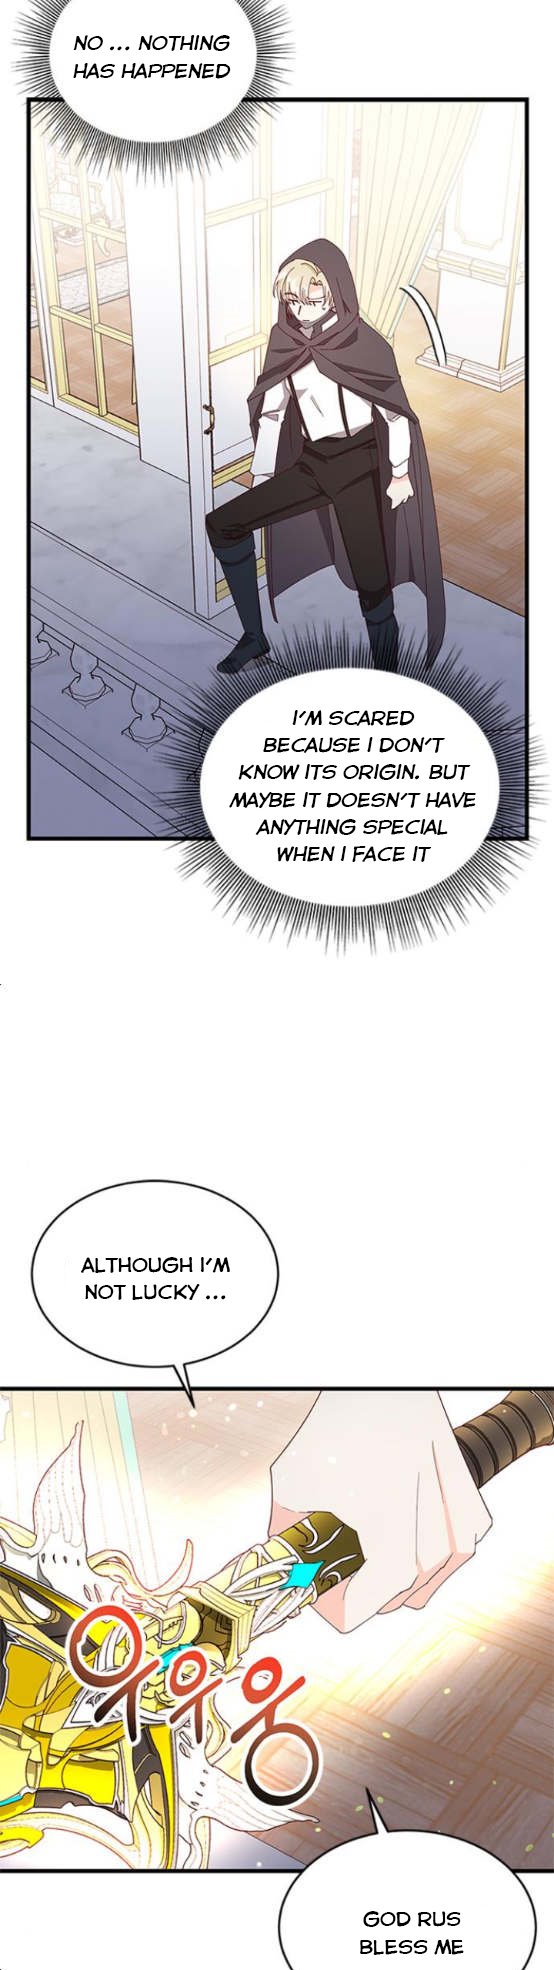 NO ... NOTHING
HAS HAPPENED
I'M SCARED
BECAUSE I DON'T
KNOW ITS ORIGIN. BUT
MAYBE IT DOESN'T HAVE
ANYTHING SPECIAL
WHEN I FACE IT
ALTHOUGH I'M
NOT LUCKY ...
우우웅
GOD RUS
BLESS ME